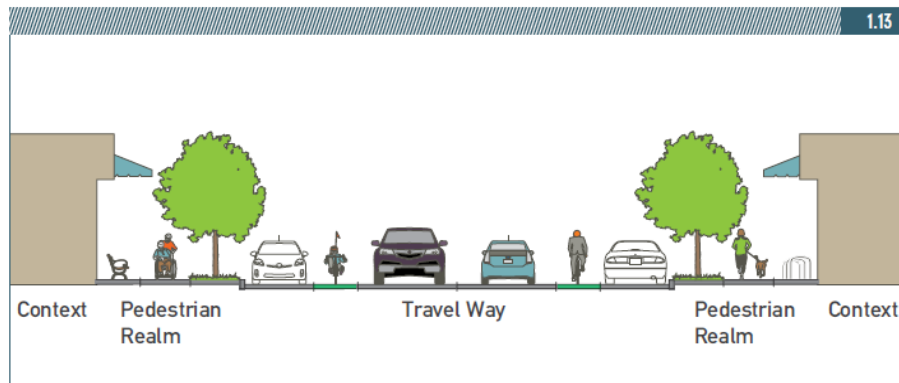 1.13
Context
Pedestrian
Realm
Travel Way
Pedestrian
Realm
Context